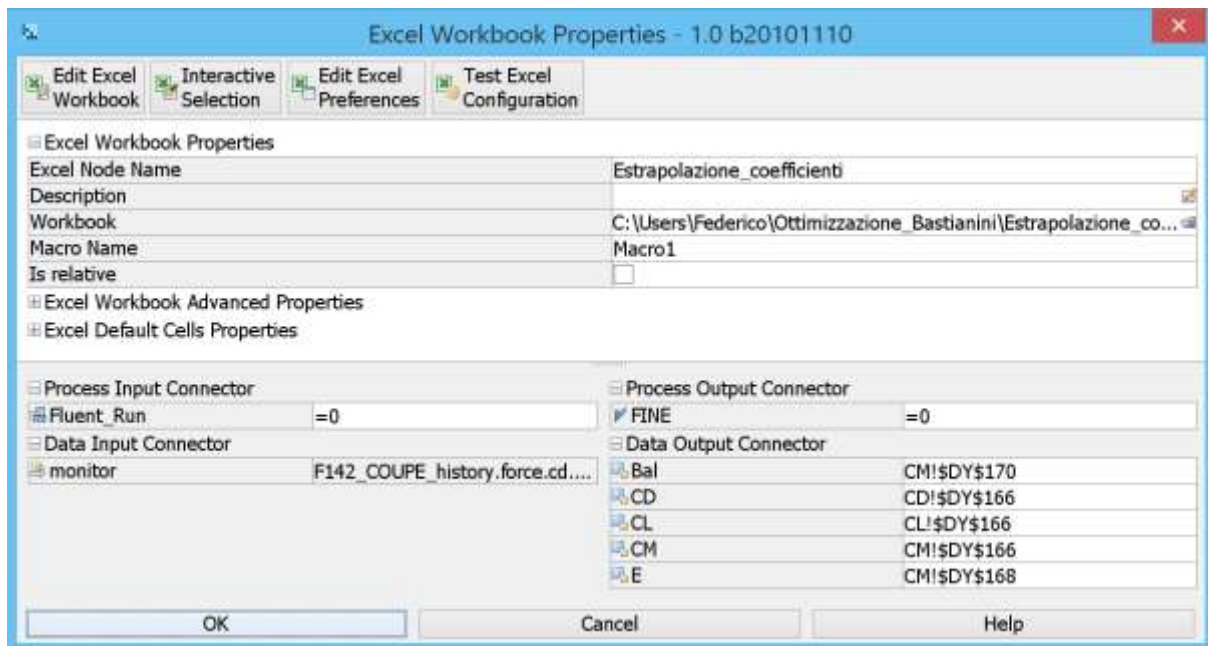 Excel Workbook Properties - 1.0 b20101110
Edit Excel Workbook
Interactive Selection
Edit Excel Preferences
Test Excel Configuration
Excel Workbook Properties
Excel Node Name Estrapolazione_coefficienti
Description
Workbook C:\Users\Federico\Ottimizzazione_Bastianini\Estrapolazione_co...
Macro Name Macro1
Is relative
Excel Workbook Advanced Properties
Excel Default Cells Properties
Process Input Connector
Fluent_Run =0
Data Input Connector
monitor F142_COUPE_history.force.cd....
Process Output Connector
FINE =0
Data Output Connector
Bal CM!$DY$170
CD CD!$DY$166
CL CL!$DY$166
CM CM!$DY$166
E CM!$DY$168
OK Cancel Help